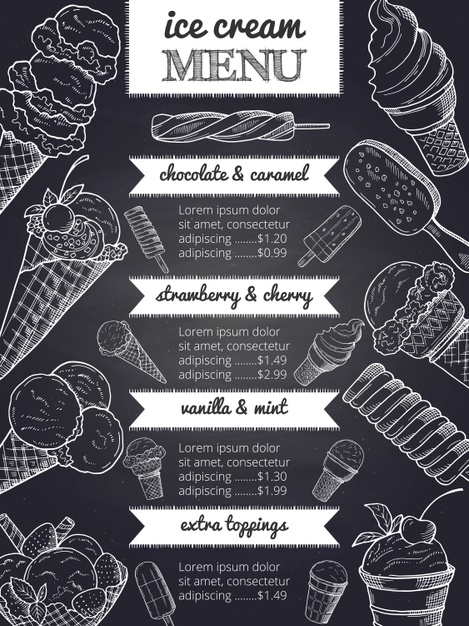 ice cream
MENU
chocolate & caramel
Lorem ipsum dolor
sit amet, consectetur
adipiscing ........$1.20
adipiscing ........$0.99
strawberry & cherry
Lorem ipsum dolor
sit amet, consectetur
adipiscing ........$1.49
adipiscing ........$2.99
vanilla & mint
Lorem ipsum dolor
sit amet, consectetur
adipiscing ........$1.30
adipiscing ........$1.99
extra toppings
Lorem ipsum dolor
sit amet, consectetur
adipiscing ........$1.49